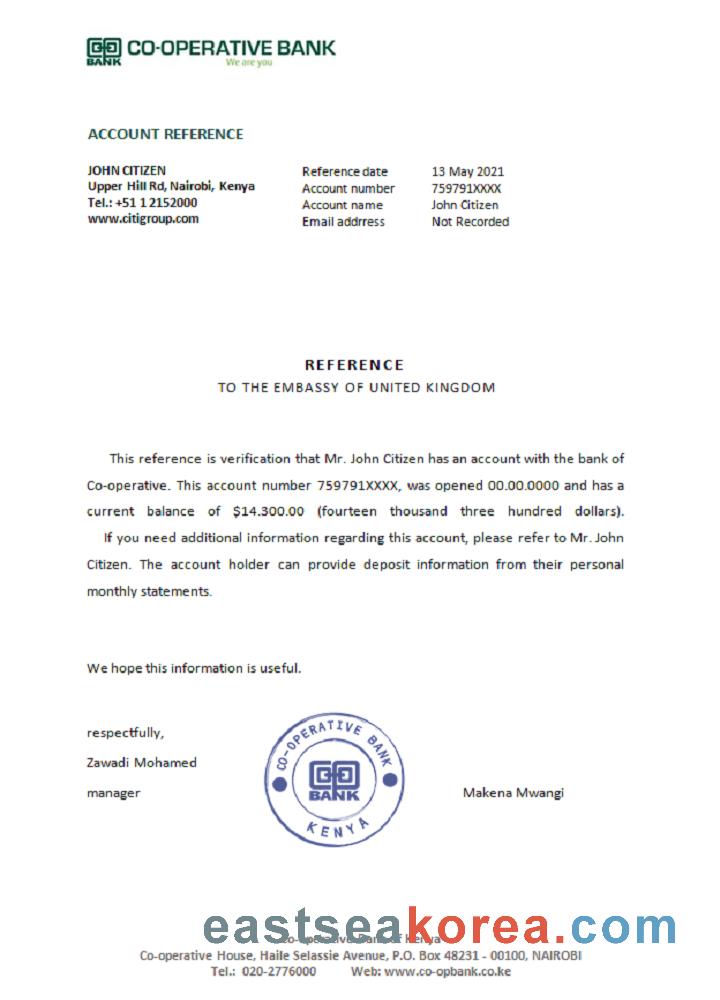 CO-OPERATIVE BANK
BANK
We are you
ACCOUNT REFERENCE
JOHN CITIZEN
Upper Hill Rd, Nairobi, Kenya
Tel.: +51 1 2152000
www.citigroup.com
Reference date 13 May 2021
Account number 759791XXXX
Account name John Citizen
Email addrress Not Recorded
REFERENCE
TO THE EMBASSY OF UNITED KINGDOM
This reference is verification that Mr. John Citizen has an account with the bank of
Co-operative. This account number 759791XXXX, was opened 00.00.0000 and has a
current balance of $14.300.00 (fourteen thousand three hundred dollars).
If you need additional information regarding this account, please refer to Mr. John
Citizen. The account holder can provide deposit information from their personal
monthly statements.
We hope this information is useful.
respectfully,
Zawadi Mohamed
manager
CO-OPERATIVE BANK
BANK
KENYA
Makena Mwangi
eastseakorea.com
Co-operative Bank of Kenya
Co-operative House, Haile Selassie Avenue, P.O. Box 48231 - 00100, NAIROBI
Tel.: 020-2776000 Web: www.co-opbank.co.ke